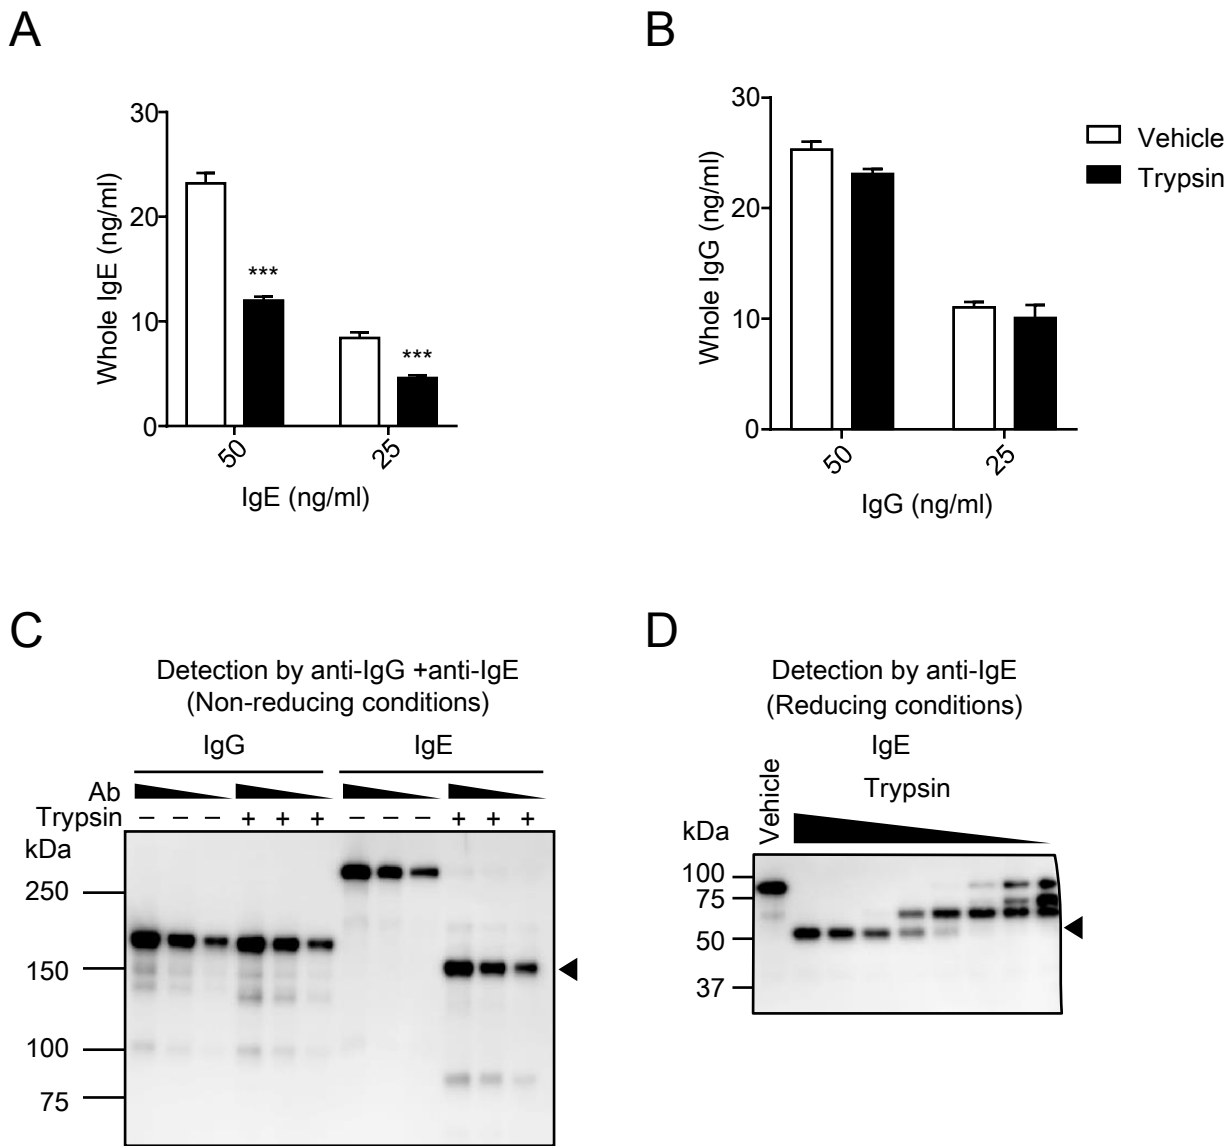 A
Whole IgE (ng/ml)
30
20
10
0
***
***
50
25
IgE (ng/ml)
B
Whole IgG (ng/ml)
30
20
10
0
50
25
IgG (ng/ml)
Vehicle
Trypsin
C
Detection by anti-IgG +anti-IgE
(Non-reducing conditions)
IgG IgE
Ab
Trypsin − − − + + + − − − + + +
kDa
250
150
100
75
D
Detection by anti-IgE
(Reducing conditions)
IgE
Vehicle
Trypsin
kDa
100
75
50
37